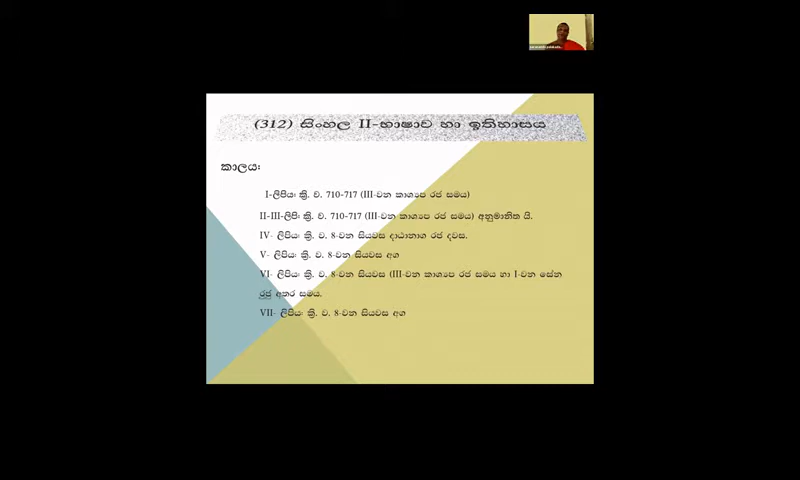 (312) සිංහල II-භාෂාව හා ඉතිහාසය
කාලය:
I-ලිපිය: ක්‍රි. ව. 710-717 (III-වන කාශ්‍යප රජ සමය)
II-III-ලිපි: ක්‍රි. ව. 710-717 (III-වන කාශ්‍යප රජ සමය) අනුමානිත යි.
IV- ලිපිය: ක්‍රි. ව. 8-වන සියවස දාඨානාග රජ දවස.
V- ලිපිය: ක්‍රි. ව. 8-වන සියවස අග
VI- ලිපිය: ක්‍රි. ව. 8-වන සියවස (III-වන කාශ්‍යප රජ සමය හා I-වන සේන
රුජු අතර සමය.
VII- ලිපිය: ක්‍රි. ව. 8-වන සියවස අග